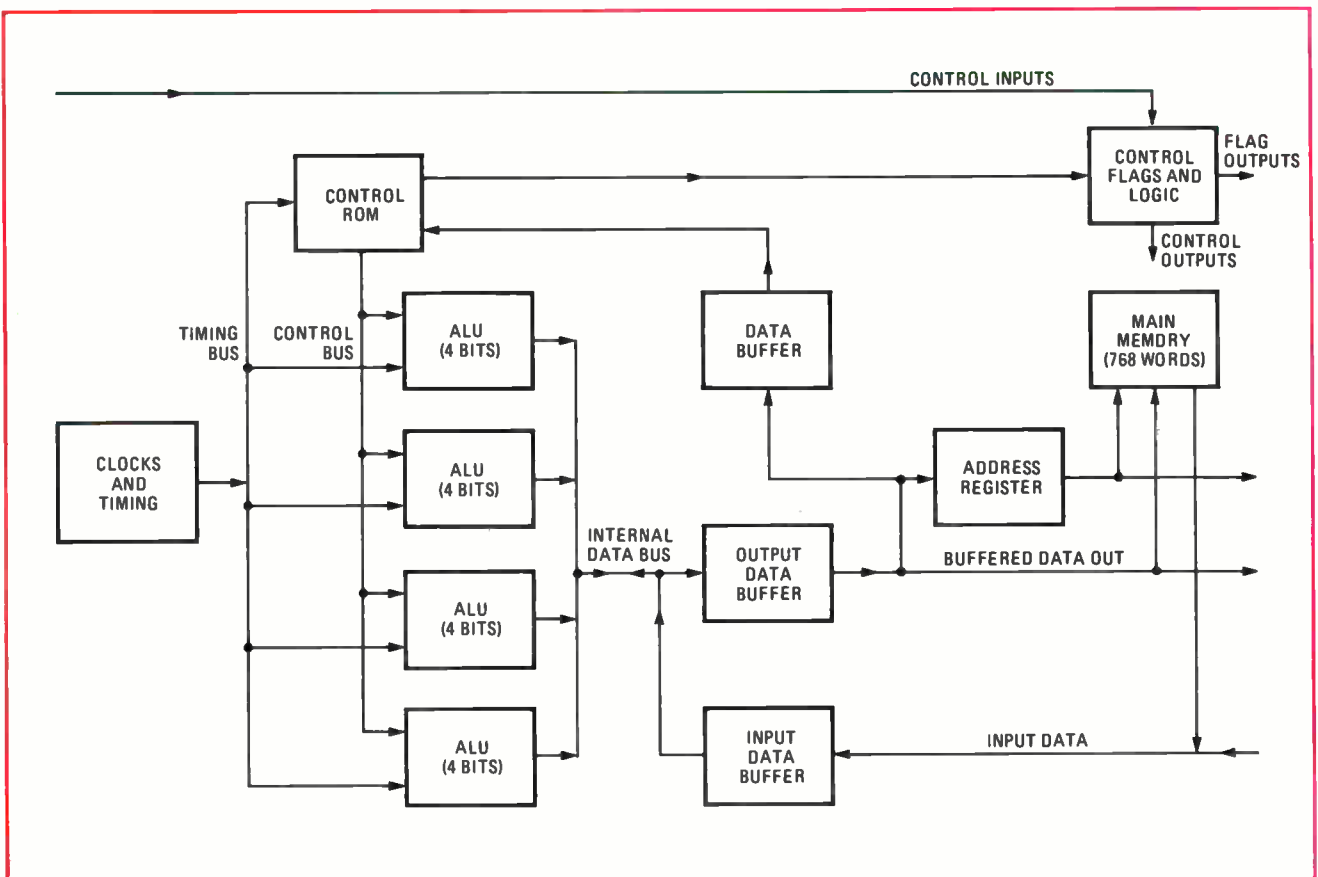 CONTROL INPUTS
CONTROL
ROM
CONTROL
FLAGS AND
LOGIC
FLAG
OUTPUTS
CONTROL
OUTPUTS
TIMING
BUS
CONTROL
BUS
ALU
(4 BITS)
DATA
BUFFER
MAIN
MEMDRY
(768 WORDS)
CLOCKS
AND
TIMING
ALU
(4 BITS)
ADDRESS
REGISTER
INTERNAL
DATA BUS
OUTPUT
DATA
BUFFER
BUFFERED DATA OUT
ALU
(4 BITS)
ALU
(4 BITS)
INPUT
DATA
BUFFER
INPUT DATA